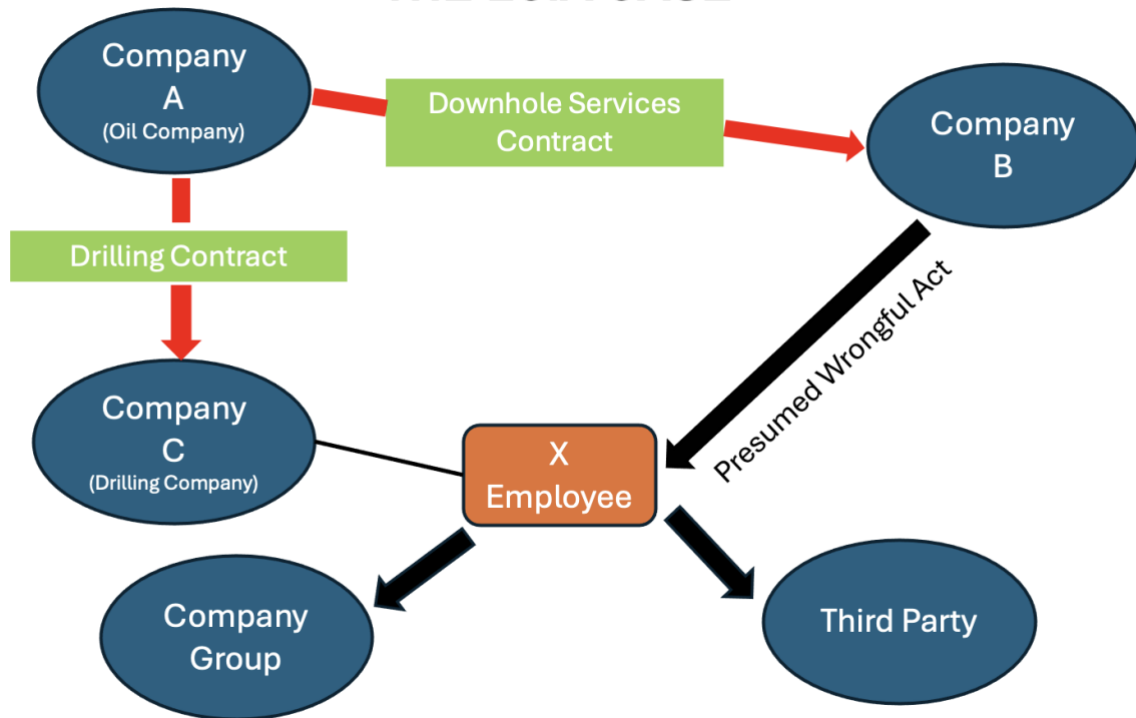 Company
A
(Oil Company)
Downhole Services
Contract
Company
B
Drilling Contract
Presumed Wrongful Act
Company
C
(Drilling Company)
X
Employee
Company
Group
Third Party